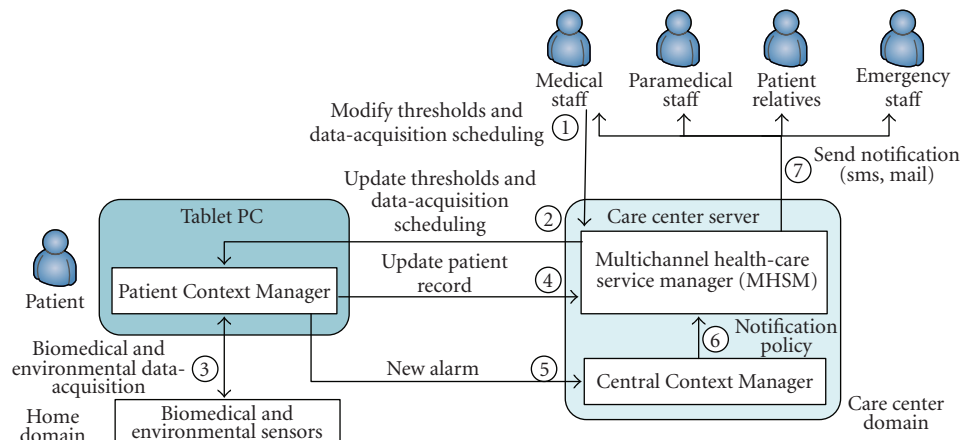 Medical
staff
Paramedical
staff
Patient
relatives
Emergency
staff
Modify thresholds and
data-acquisition scheduling
1
7
Send notification
(sms, mail)
Update thresholds and
data-acquisition
scheduling
2
Tablet PC
Care center server
Patient
Patient Context Manager
Update patient
record
4
Multichannel health-care
service manager (MHSM)
Biomedical and
environmental data-
acquisition
3
New alarm
5
6
Notification
policy
Central Context Manager
Home
domain
Biomedical and
environmental sensors
Care center
domain